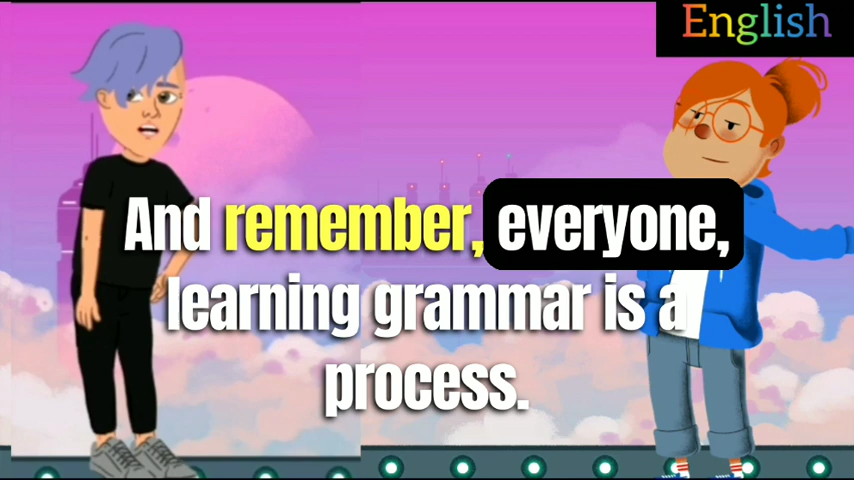 English
And remember, everyone,
learning grammar is a
process.